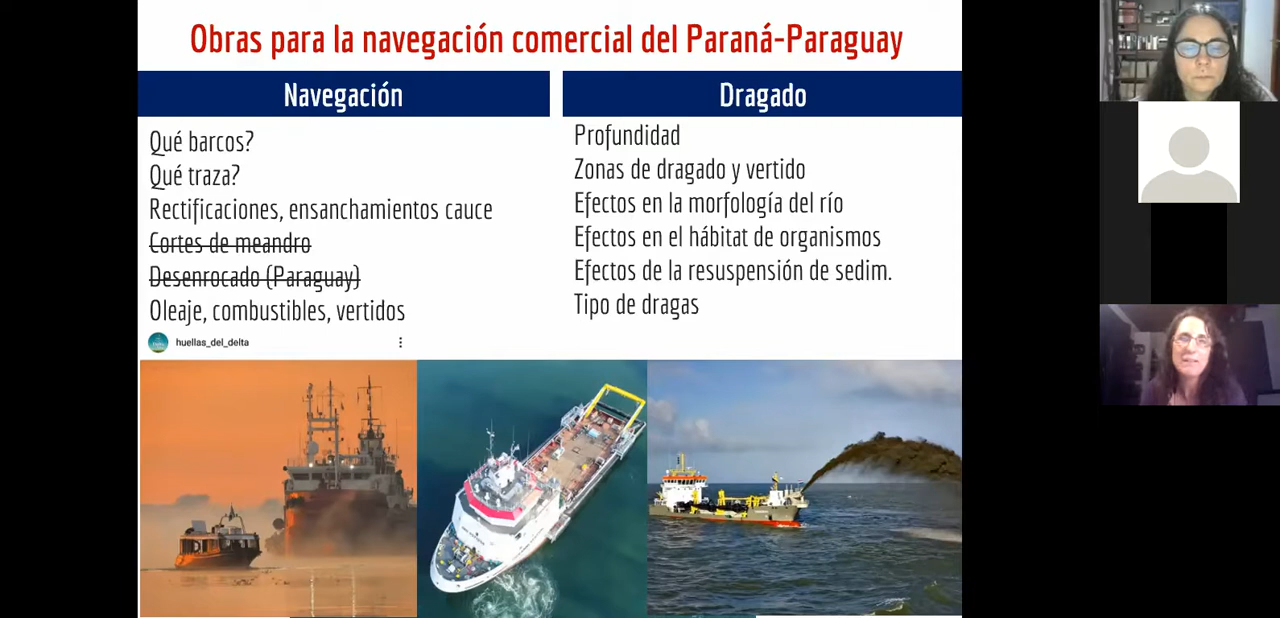 Obras para la navegación comercial del Paraná-Paraguay
Navegación
Qué barcos?
Qué traza?
Rectificaciones, ensanchamientos cauce
Cortes de meandro
Desenrocado (Paraguay)
Oleaje, combustibles, vertidos
Dragado
Profundidad
Zonas de dragado y vertido
Efectos en la morfología del río
Efectos en el hábitat de organismos
Efectos de la resuspensión de sedim.
Tipo de dragas
huellas_del_delta